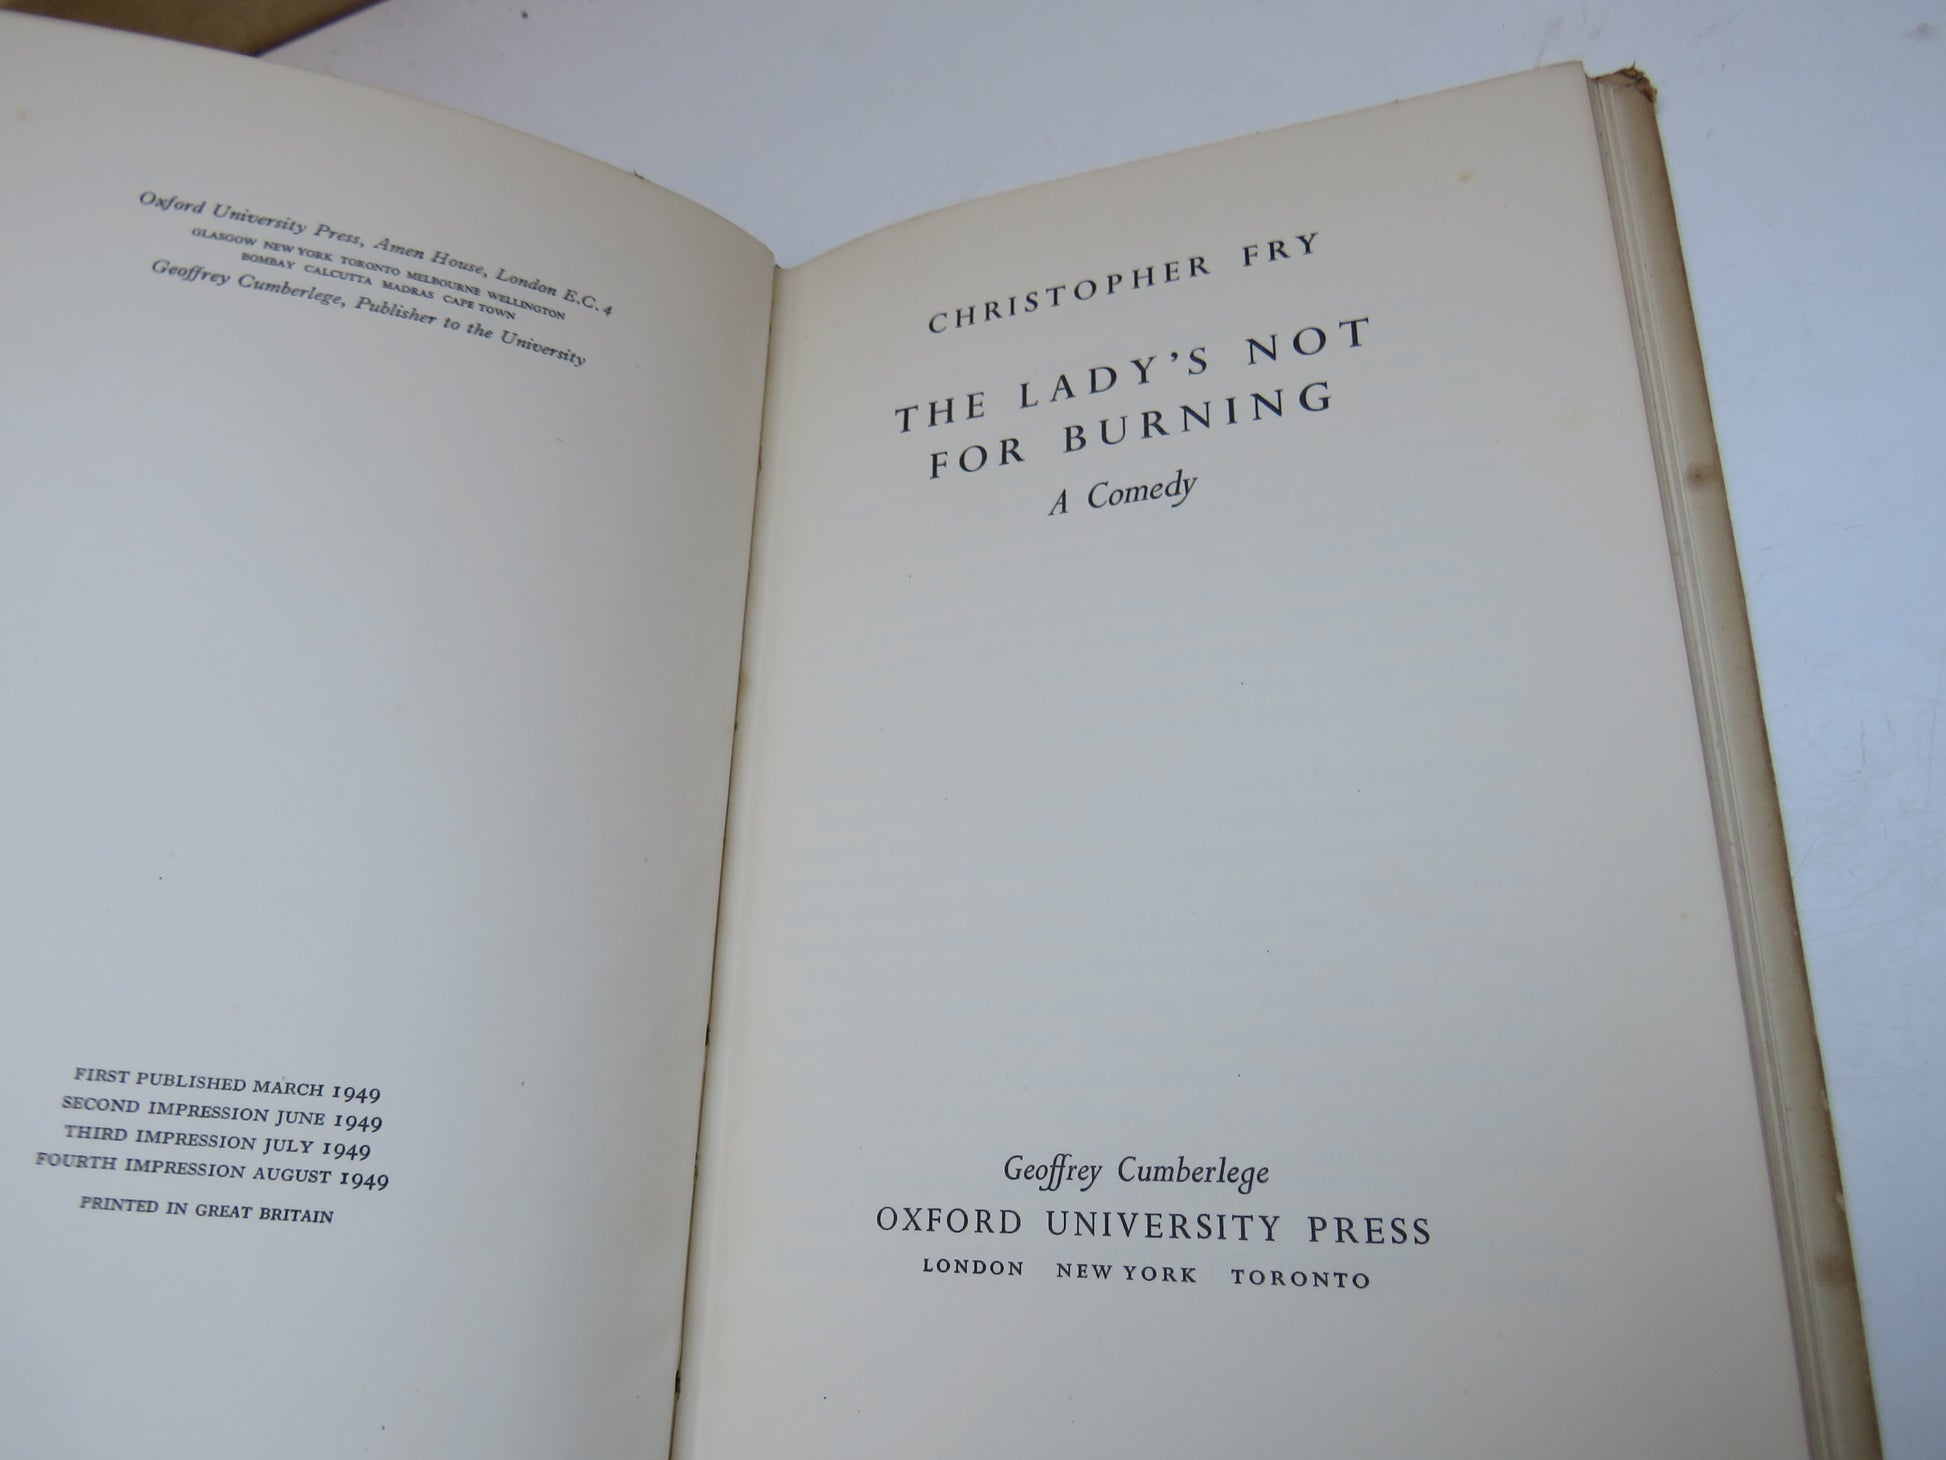 Oxford University Press, Amen House, London E.C.4
GLASGOW NEW YORK TORONTO MELBOURNE WELLINGTON
BOMBAY CALCUTTA MADRAS CAPE TOWN
Geoffrey Cumberlege, Publisher to the University
FIRST PUBLISHED MARCH 1949
SECOND IMPRESSION JUNE 1949
THIRD IMPRESSION JULY 1949
FOURTH IMPRESSION AUGUST 1949
PRINTED IN GREAT BRITAIN
CHRISTOPHER FRY
THE LADY'S NOT
FOR BURNING
A Comedy
Geoffrey Cumberlege
OXFORD UNIVERSITY PRESS
LONDON NEW YORK TORONTO